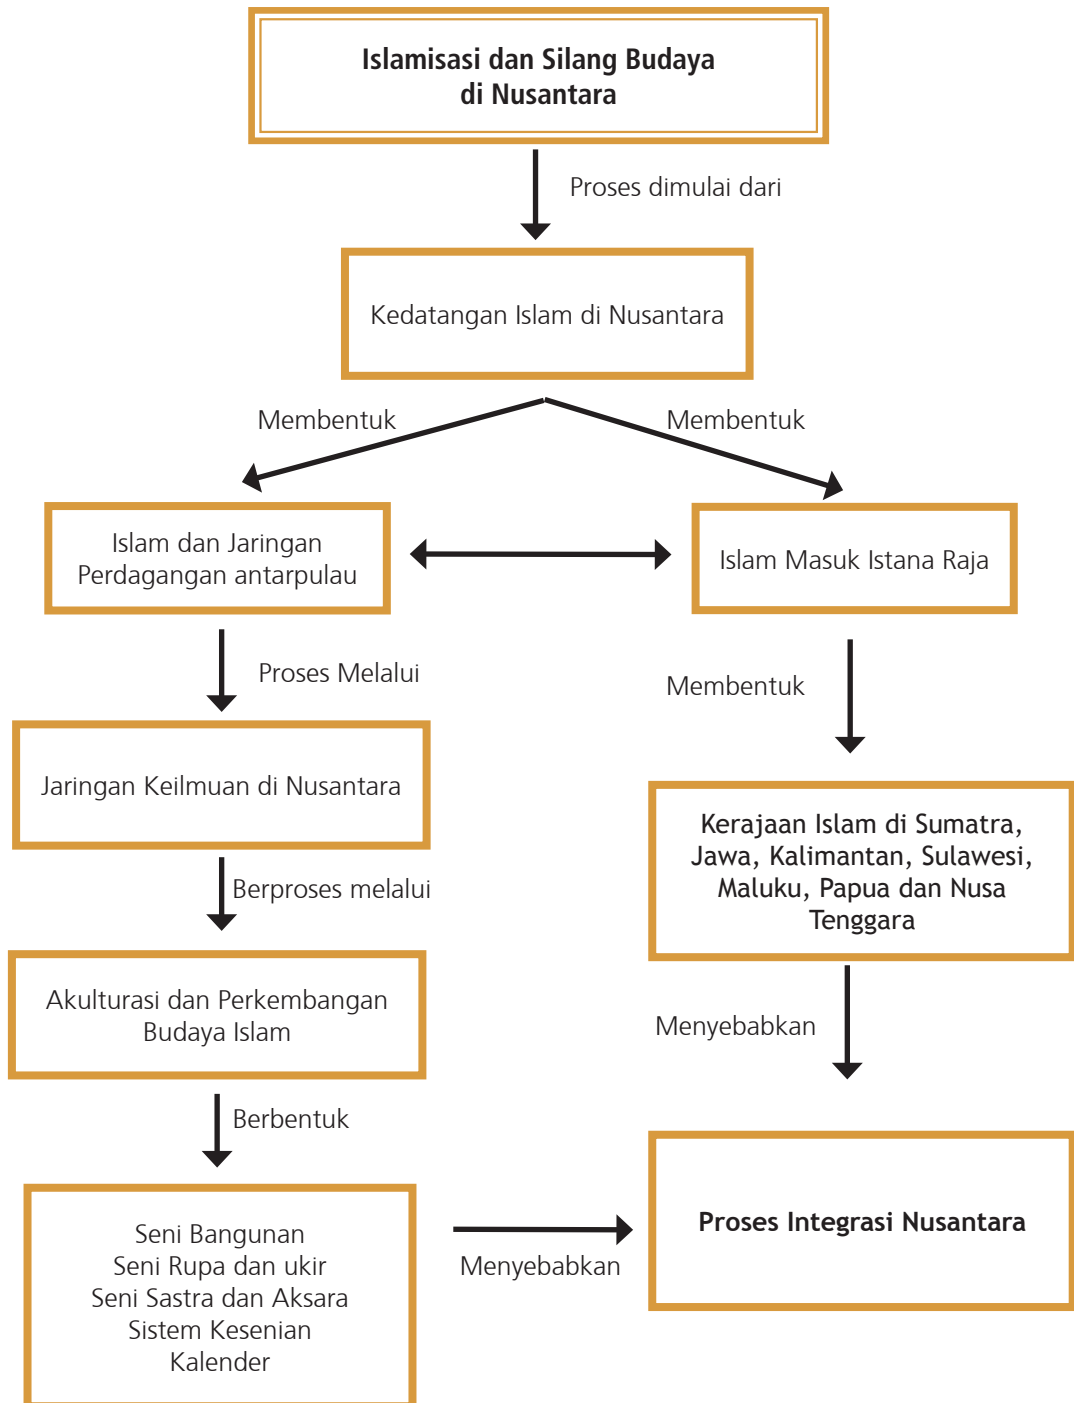 Islamisasi dan Silang Budaya
di Nusantara
Proses dimulai dari
Kedatangan Islam di Nusantara
Membentuk
Membentuk
Islam dan Jaringan
Perdagangan antarpulau
Islam Masuk Istana Raja
Proses Melalui
Membentuk
Jaringan Keilmuan di Nusantara
Kerajaan Islam di Sumatra,
Jawa, Kalimantan, Sulawesi,
Maluku, Papua dan Nusa
Tenggara
Berproses melalui
Akulturasi dan Perkembangan
Budaya Islam
Menyebabkan
Berbentuk
Seni Bangunan
Seni Rupa dan ukir
Seni Sastra dan Aksara
Sistem Kesenian
Kalender
Menyebabkan
Proses Integrasi Nusantara